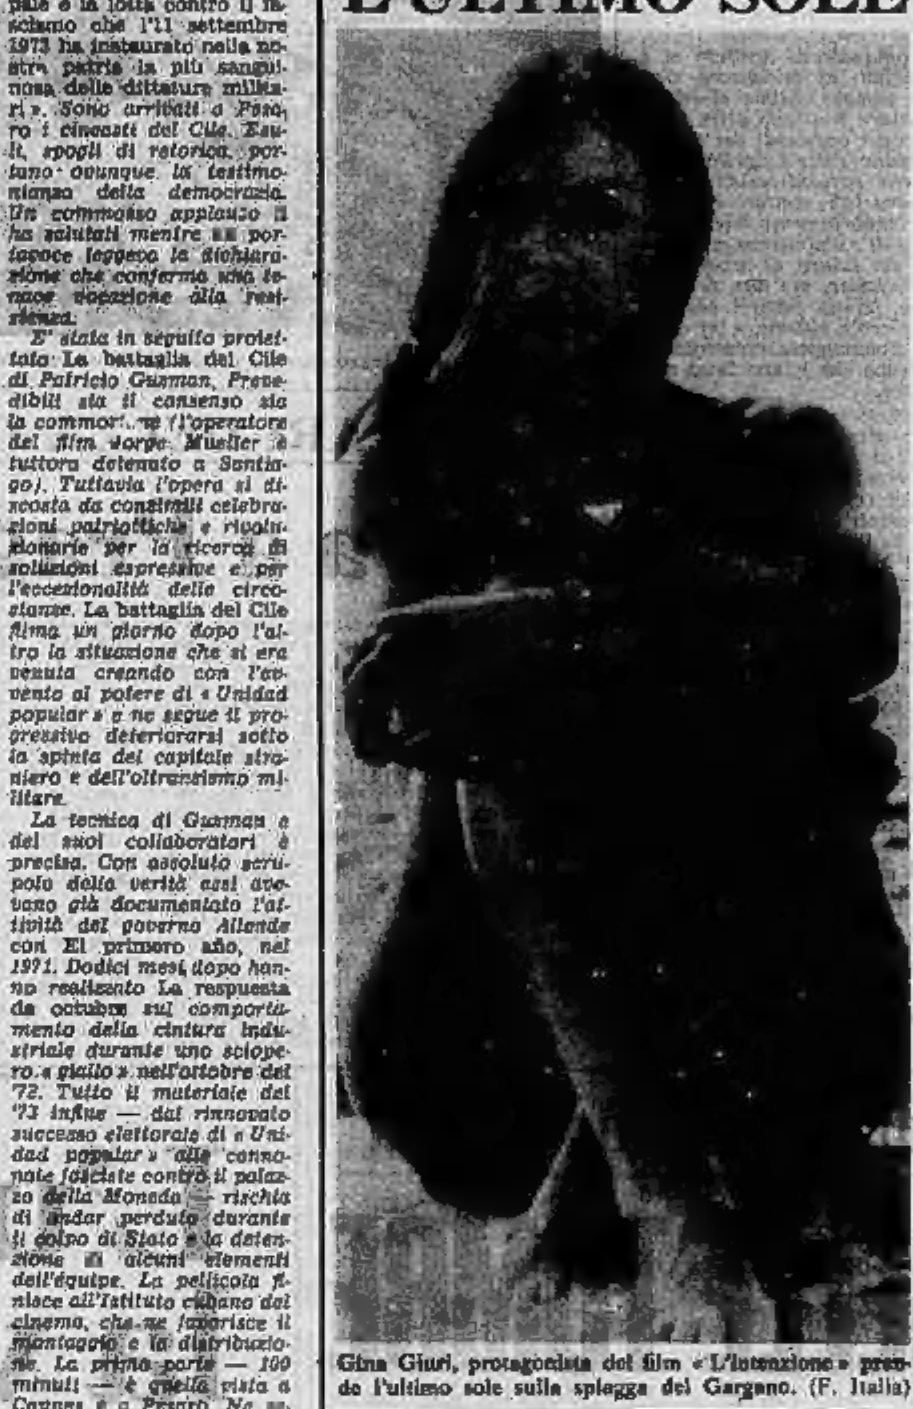 pale e la lotta contro il fa-
scismo che l'11 settembre
1973 ha instaurato nella no-
stra patria la più sangui-
nosa delle dittature milita-
ri ». Sono arrivati a Pesa-
ro i cineasti del Cile. Esu-
li, spogli di retorica, por-
tano ovunque la testimo-
nianza della democrazia.
Un commosso applauso li
ha salutati mentre un por-
tavoce leggeva la dichiara-
zione che conferma una te-
nace vocazione alla resi-
stenza.
E' stata in seguito proiet-
tata La battaglia del Cile
di Patricio Guzman. Preve-
dibili sia il consenso sia
la commozione (l'operatore
del film Jorge Mueller è
tuttora detenuto a Santia-
go). Tuttavia l'opera si di-
scosta da consimili celebra-
zioni patriottiche e rivolu-
zionarie per la ricerca di
soluzioni espressive e per
l'eccezionalità delle circo-
stanze. La battaglia del Cile
filma un giorno dopo l'al-
tro la situazione che si era
venuta creando con l'av-
vento al potere di « Unidad
popular » e ne segue il pro-
gressivo deteriorarsi sotto
la spinta del capitale stra-
niero e dell'oltranzismo mi-
litare.
La tecnica di Guzman e
dei suoi collaboratori è
precisa. Con assoluto scru-
polo della verità essi ave-
vano già documentato l'at-
tività del governo Allende
con El primero año, nel
1971. Dodici mesi dopo han-
no realizzato La respuesta
de octubre sul comporta-
mento della cintura indu-
striale durante uno sciope-
ro « giallo » nell'ottobre del
'72. Tutto il materiale del
'73 infine — dal rinnovato
successo elettorale di « Uni-
dad popular » alle canno-
nate fasciste contro il palaz-
zo della Moneda — rischia
di andar perduto durante
il colpo di Stato e la deten-
zione di alcuni elementi
dell'équipe. La pellicola fi-
nisce all'Istituto cubano del
cinema, che ne favorisce il
montaggio e la distribuzio-
ne. La prima parte — 100
minuti — è quella vista a
Cannes e a Pesaro. Ne
L'ULTIMO SOLE
Gina Giuri, protagonista del film « L'intenzione » pren-
de l'ultimo sole sulla spiaggia del Gargano. (F. Italia)